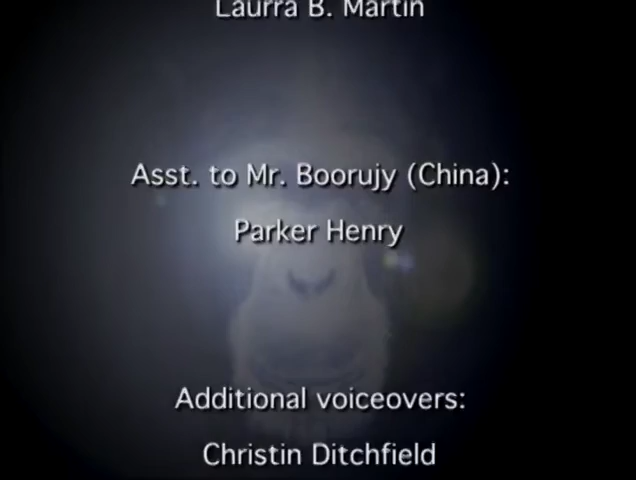 Laurra B. Martin
Asst. to Mr. Boorujy (China):
Parker Henry
Additional voiceovers:
Christin Ditchfield